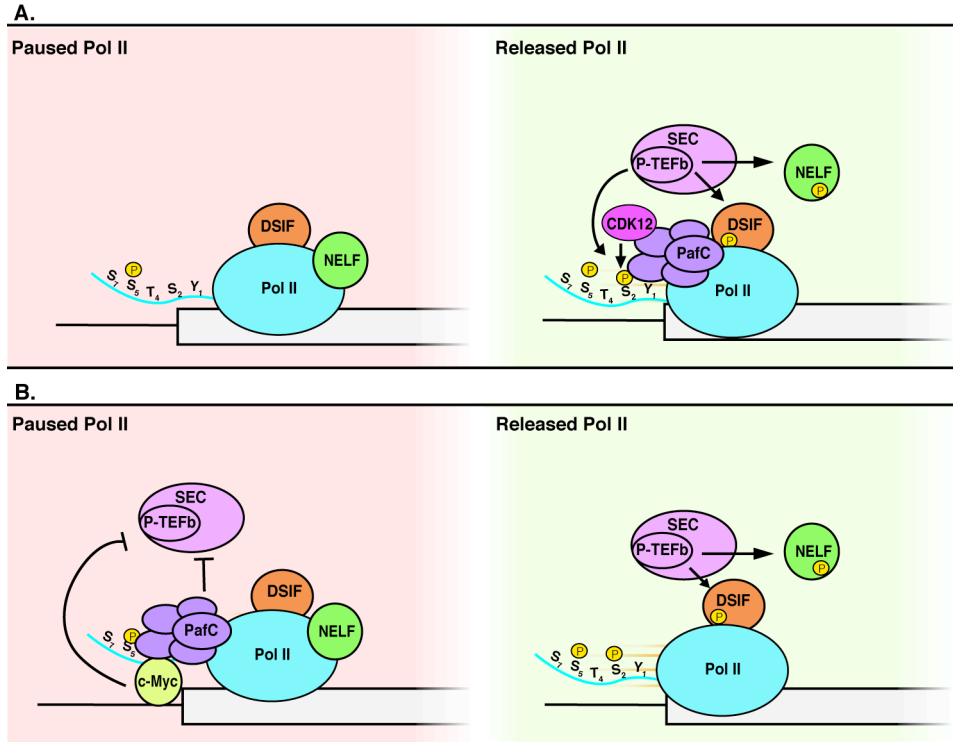 A.
Paused Pol II
DSIF
NELF
Pol II
S7 P S5 T4 S2 Y1
Released Pol II
SEC
P-TEFb
NELF
P
CDK12
DSIF
P
PafC
Pol II
S7 P S5 T4 P S2 Y1
B.
Paused Pol II
SEC
P-TEFb
DSIF
PafC
NELF
Pol II
S7 P S5
c-Myc
Released Pol II
SEC
P-TEFb
NELF
P
DSIF
P
Pol II
S7 P S5 T4 P S2 Y1